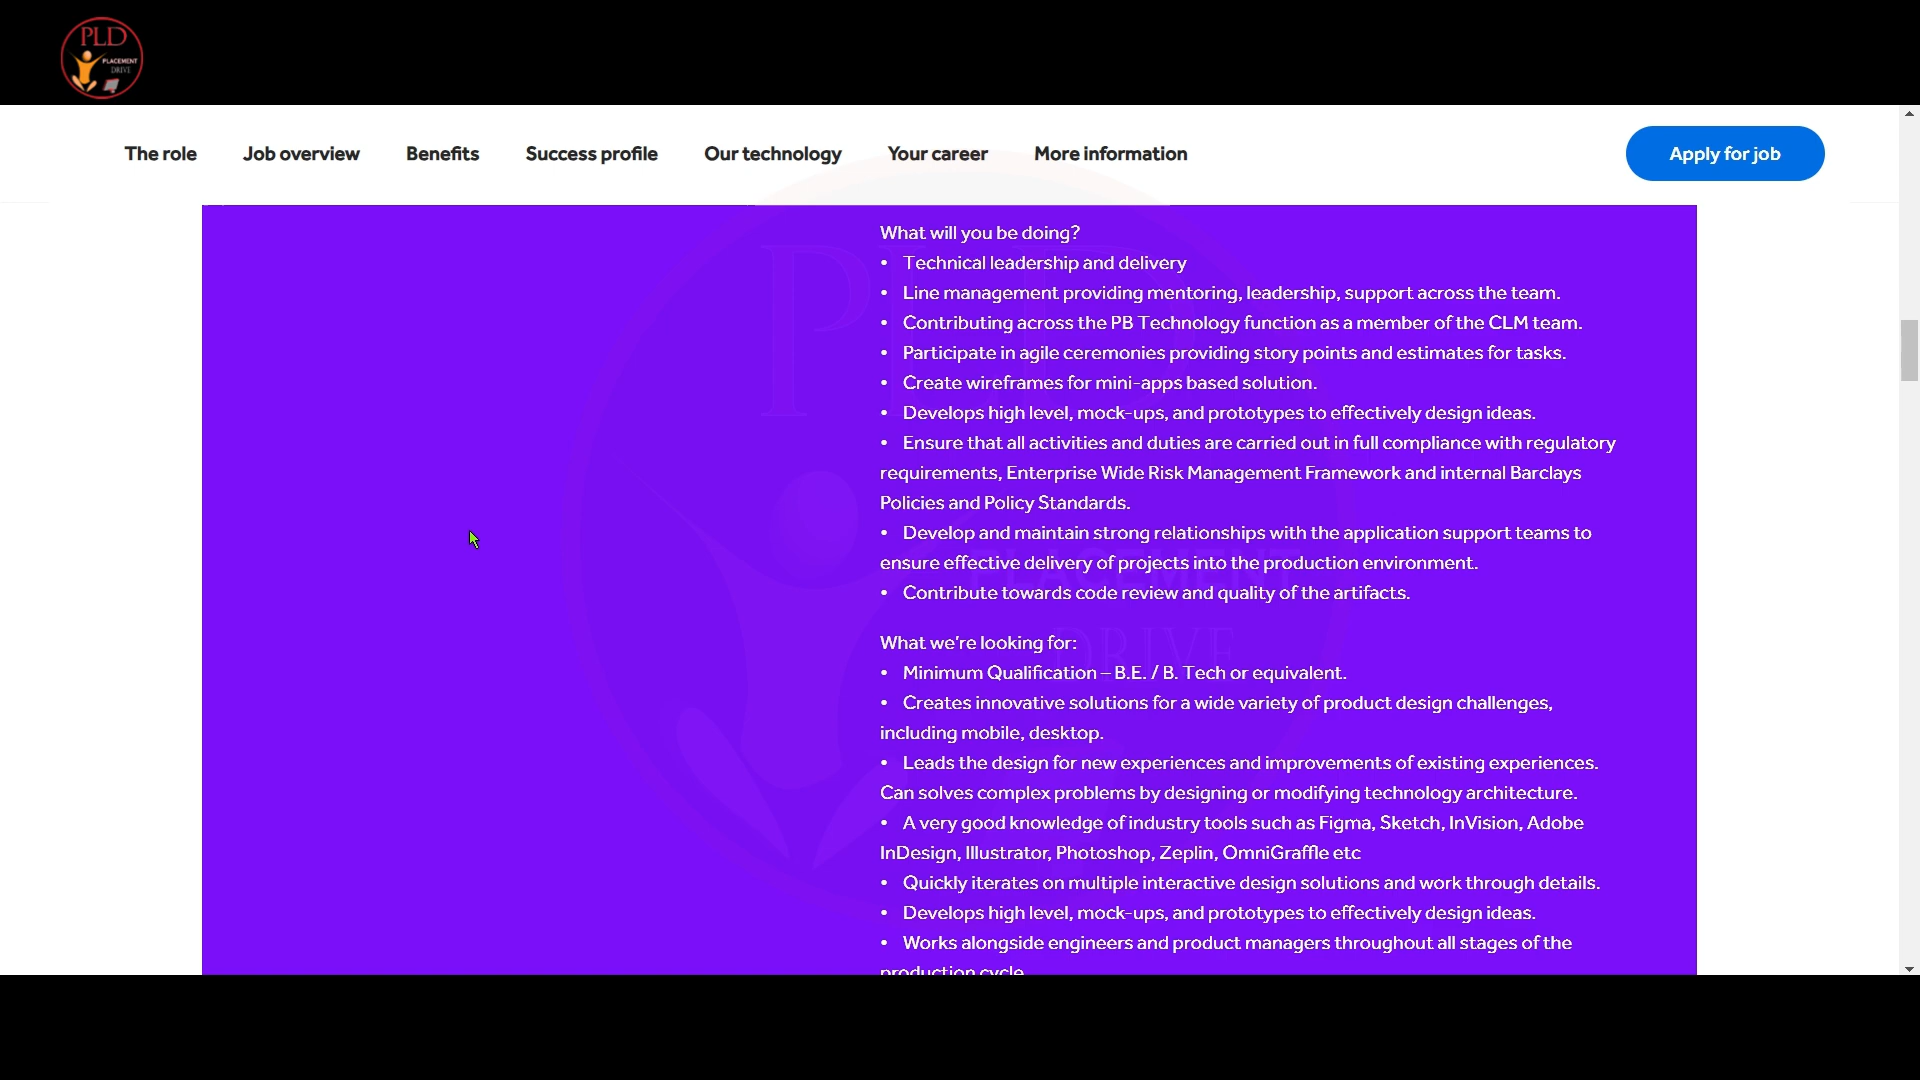 PLD
PLACEMENT
DRIVE
The role
Job overview
Benefits
Success profile
Our technology
Your career
More information
Apply for job
What will you be doing?
• Technical leadership and delivery
• Line management providing mentoring, leadership, support across the team.
• Contributing across the PB Technology function as a member of the CLM team.
• Participate in agile ceremonies providing story points and estimates for tasks.
• Create wireframes for mini-apps based solution.
• Develops high level, mock-ups, and prototypes to effectively design ideas.
• Ensure that all activities and duties are carried out in full compliance with regulatory
requirements, Enterprise Wide Risk Management Framework and internal Barclays
Policies and Policy Standards.
• Develop and maintain strong relationships with the application support teams to
ensure effective delivery of projects into the production environment.
• Contribute towards code review and quality of the artifacts.
What we're looking for:
• Minimum Qualification – B.E. / B. Tech or equivalent.
• Creates innovative solutions for a wide variety of product design challenges,
including mobile, desktop.
• Leads the design for new experiences and improvements of existing experiences.
Can solves complex problems by designing or modifying technology architecture.
• A very good knowledge of industry tools such as Figma, Sketch, InVision, Adobe
InDesign, Illustrator, Photoshop, Zeplin, OmniGraffle etc
• Quickly iterates on multiple interactive design solutions and work through details.
• Develops high level, mock-ups, and prototypes to effectively design ideas.
• Works alongside engineers and product managers throughout all stages of the
production cycle
PLD
PLACEMENT
DRIVE